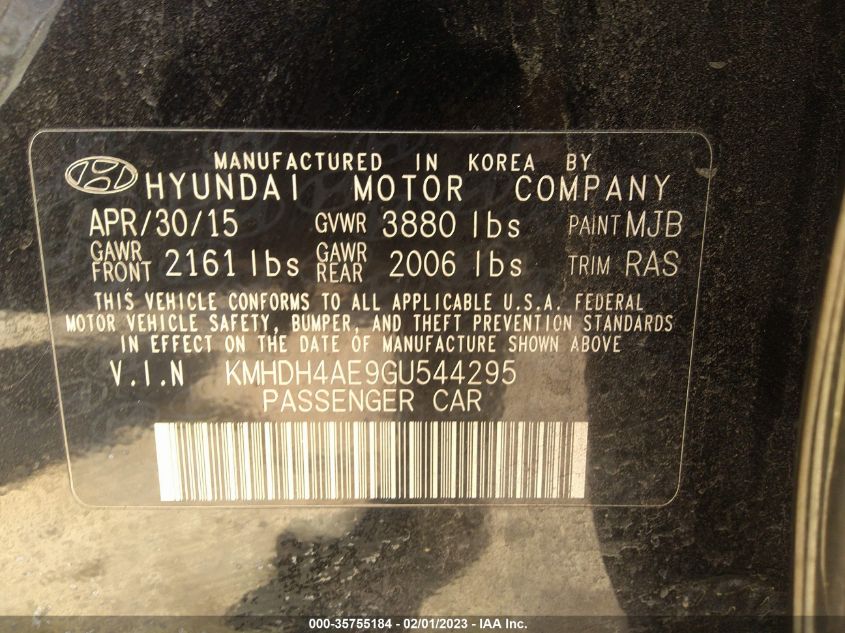 MANUFACTURED IN KOREA BY
HYUNDAI MOTOR COMPANY
APR/30/15 GVWR 3880 lbs PAINT MJB
GAWR FRONT 2161 lbs GAWR REAR 2006 lbs TRIM RAS
THIS VEHICLE CONFORMS TO ALL APPLICABLE U.S.A. FEDERAL
MOTOR VEHICLE SAFETY, BUMPER, AND THEFT PREVENTION STANDARDS
IN EFFECT ON THE DATE OF MANUFACTURE SHOWN ABOVE
V.I.N KMHDH4AE9GU544295
PASSENGER CAR
000-35755184 - 02/01/2023 - IAA Inc.